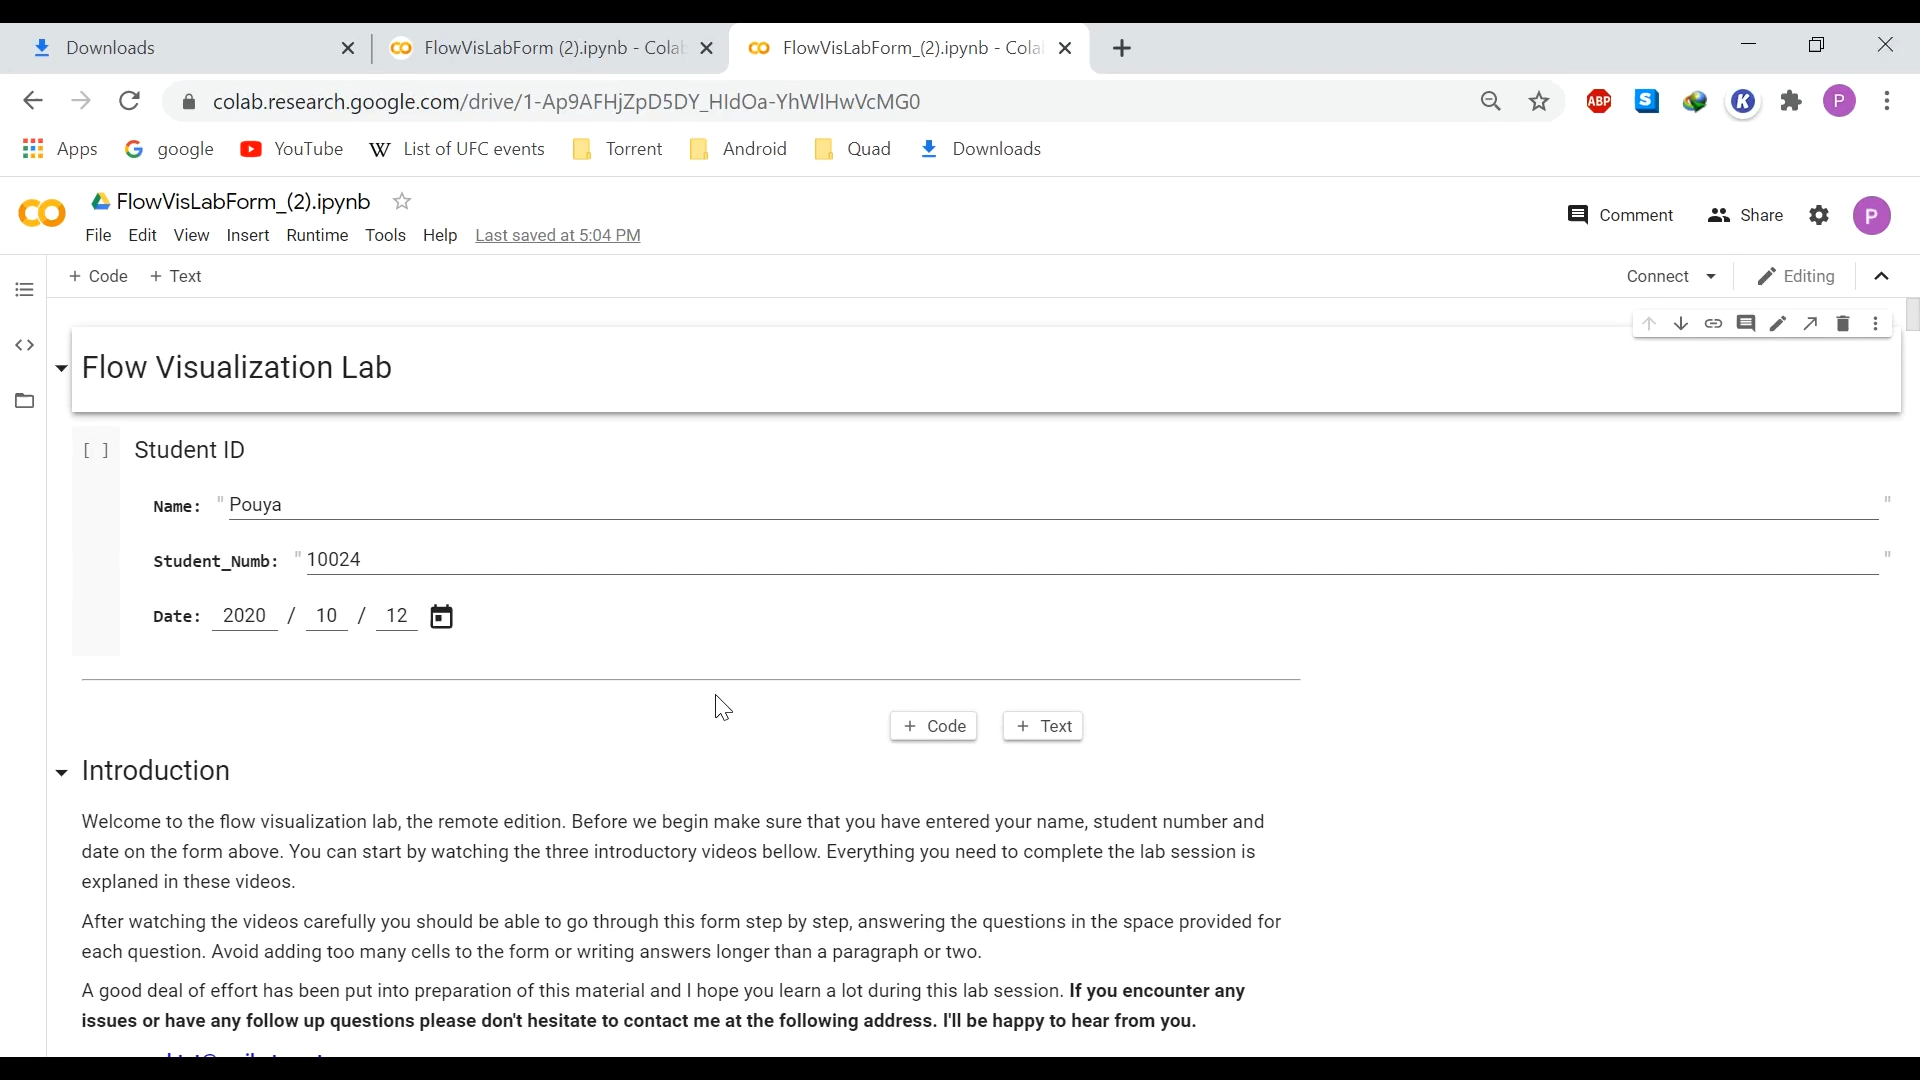 Downloads
FlowVisLabForm (2).ipynb - Colab
FlowVisLabForm_(2).ipynb - Cola
colab.research.google.com/drive/1-Ap9AFHjZpD5DY_HIdOa-YhWIHwVcMG0
ABP
S
K
P
Apps
google
YouTube
W List of UFC events
Torrent
Android
Quad
Downloads
FlowVisLabForm_(2).ipynb
Comment
Share
P
File Edit View Insert Runtime Tools Help Last saved at 5:04 PM
+ Code + Text
Connect
Editing
Flow Visualization Lab
[ ] Student ID
Name: "Pouya"
Student_Numb: "10024"
Date: 2020 / 10 / 12
+ Code + Text
Introduction
Welcome to the flow visualization lab, the remote edition. Before we begin make sure that you have entered your name, student number and
date on the form above. You can start by watching the three introductory videos bellow. Everything you need to complete the lab session is
explaned in these videos.
After watching the videos carefully you should be able to go through this form step by step, answering the questions in the space provided for
each question. Avoid adding too many cells to the form or writing answers longer than a paragraph or two.
A good deal of effort has been put into preparation of this material and I hope you learn a lot during this lab session. If you encounter any
issues or have any follow up questions please don't hesitate to contact me at the following address. I'll be happy to hear from you.